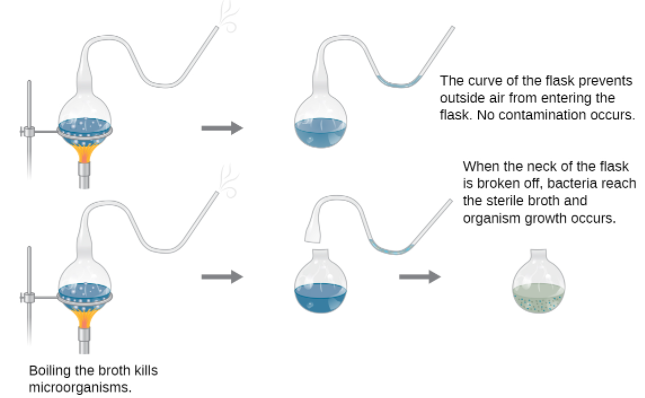 The curve of the flask prevents
outside air from entering the
flask. No contamination occurs.
When the neck of the flask
is broken off, bacteria reach
the sterile broth and
organism growth occurs.
Boiling the broth kills
microorganisms.